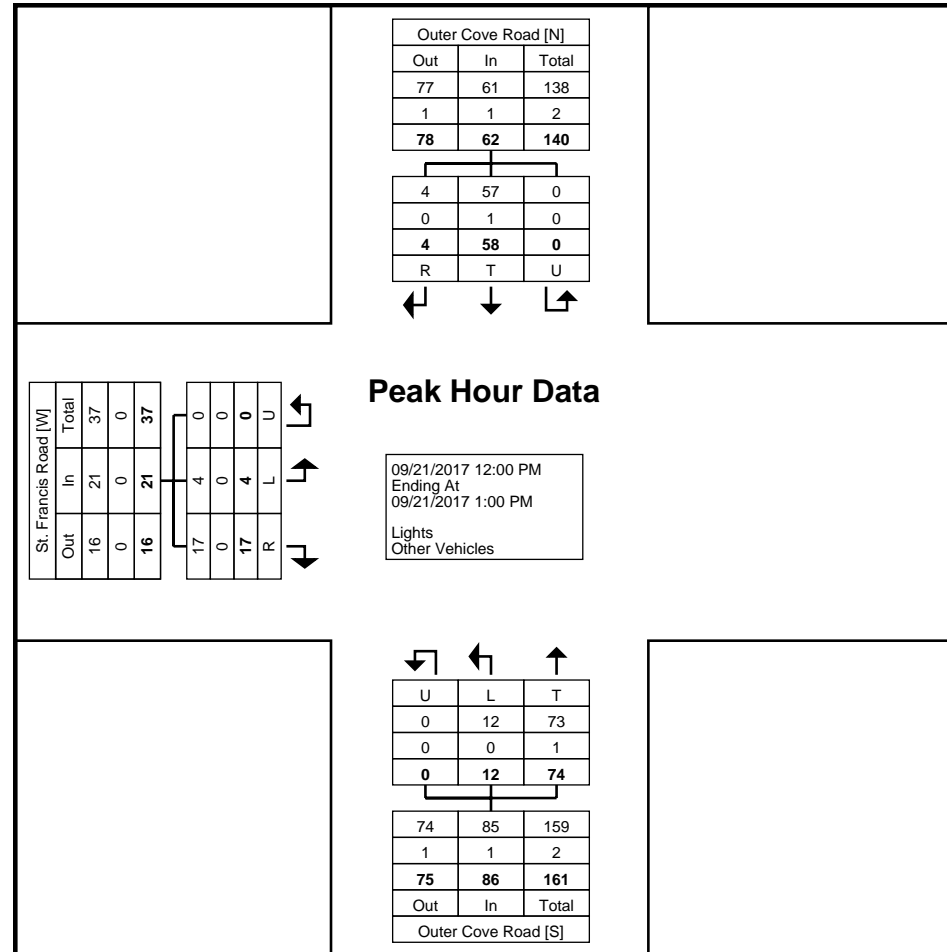 Outer Cove Road [N]
Out In Total
77 61 138
1 1 2
78 62 140
4 57 0
0 1 0
4 58 0
R T U
Peak Hour Data
St. Francis Road [W]
Out In Total
16 21 37
0 0 0
16 21 37
17 4 0
0 0 0
17 4 0
R L U
09/21/2017 12:00 PM
Ending At
09/21/2017 1:00 PM
Lights
Other Vehicles
U L T
0 12 73
0 0 1
0 12 74
74 85 159
1 1 2
75 86 161
Out In Total
Outer Cove Road [S]